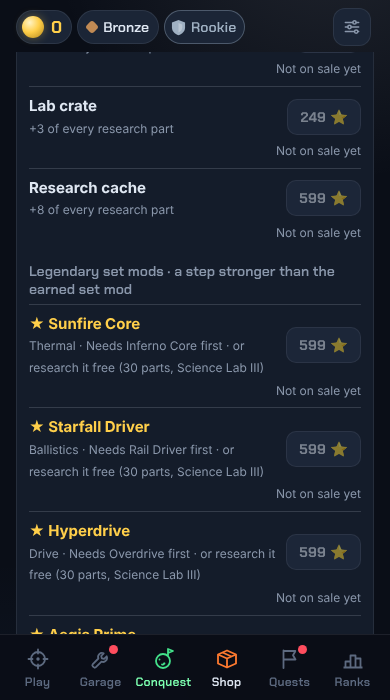 0
Bronze
Rookie
Not on sale yet
Lab crate
+3 of every research part
249 ★
Not on sale yet
Research cache
+8 of every research part
599 ★
Not on sale yet
Legendary set mods · a step stronger than the
earned set mod
★ Sunfire Core
Thermal · Needs Inferno Core first · or
research it free (30 parts, Science Lab III)
599 ★
Not on sale yet
★ Starfall Driver
Ballistics · Needs Rail Driver first · or
research it free (30 parts, Science Lab III)
599 ★
Not on sale yet
★ Hyperdrive
Drive · Needs Overdrive first · or research it
free (30 parts, Science Lab III)
599 ★
Not on sale yet
★ Aegis Prime
Play
Garage
Conquest
Shop
Quests
Ranks